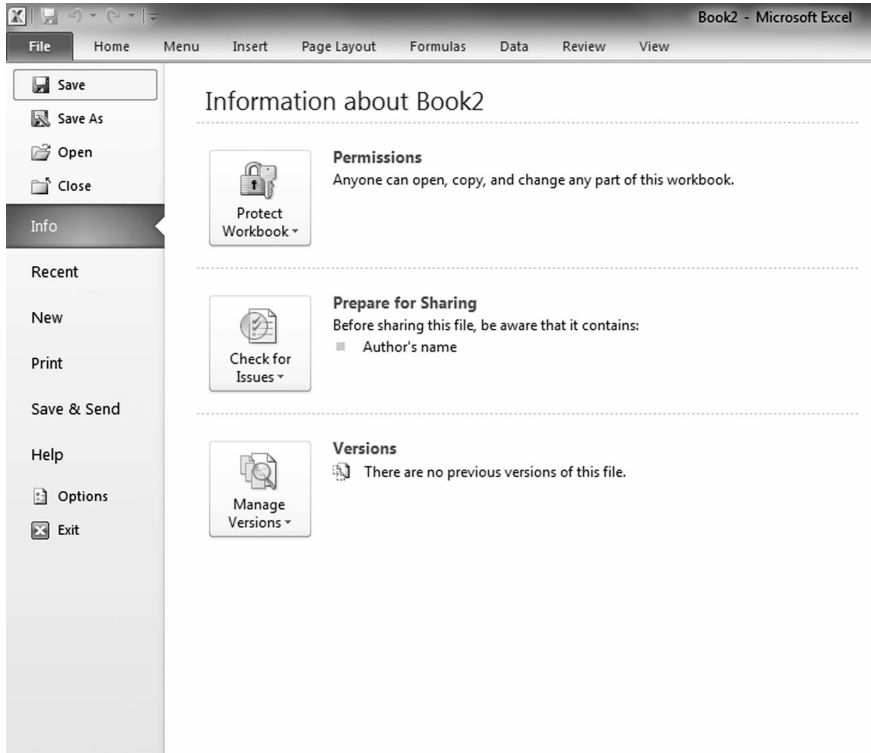 Book2 - Microsoft Excel
File Home Menu Insert Page Layout Formulas Data Review View
Save
Save As
Open
Close
Info
Recent
New
Print
Save & Send
Help
Options
Exit
Information about Book2
Protect
Workbook
Permissions
Anyone can open, copy, and change any part of this workbook.
Check for
Issues
Prepare for Sharing
Before sharing this file, be aware that it contains:
Author's name
Manage
Versions
Versions
There are no previous versions of this file.